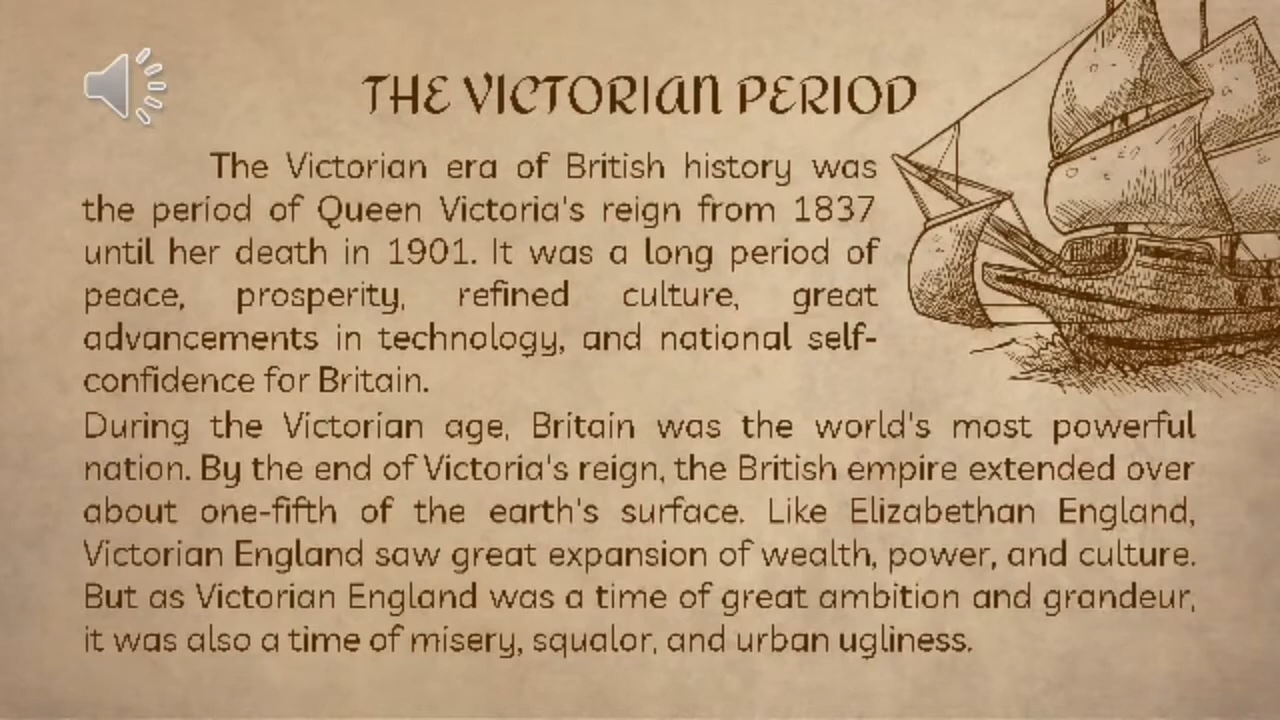 THE VICTORIAN PERIOD
The Victorian era of British history was
the period of Queen Victoria's reign from 1837
until her death in 1901. It was a long period of
peace, prosperity, refined culture, great
advancements in technology, and national self-
confidence for Britain.
During the Victorian age, Britain was the world's most powerful
nation. By the end of Victoria's reign, the British empire extended over
about one-fifth of the earth's surface. Like Elizabethan England,
Victorian England saw great expansion of wealth, power, and culture.
But as Victorian England was a time of great ambition and grandeur,
it was also a time of misery, squalor, and urban ugliness.